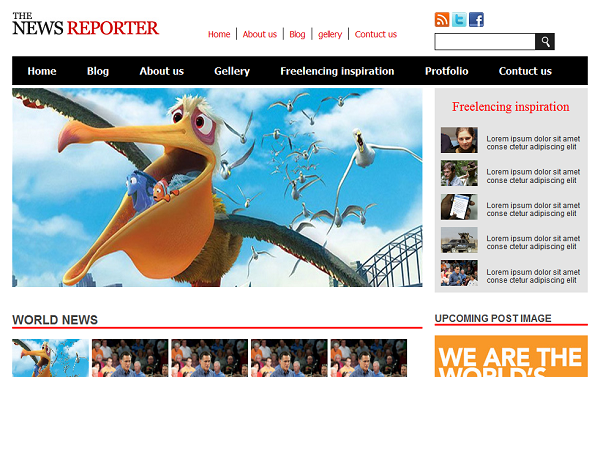 THE
NEWS REPORTER
Home | About us | Blog | gellery | Contact us
Home Blog About us Gellery Freelencing inspiration Protfolio Contuct us
Freelencing inspiration
Lorem ipsum dolor sit amet
conse ctetur adipiscing elit
Lorem ipsum dolor sit amet
conse ctetur adipiscing elit
Lorem ipsum dolor sit amet
conse ctetur adipiscing elit
Lorem ipsum dolor sit amet
conse ctetur adipiscing elit
Lorem ipsum dolor sit amet
conse ctetur adipiscing elit
WORLD NEWS
UPCOMING POST IMAGE
WE ARE THE
WORLD'S